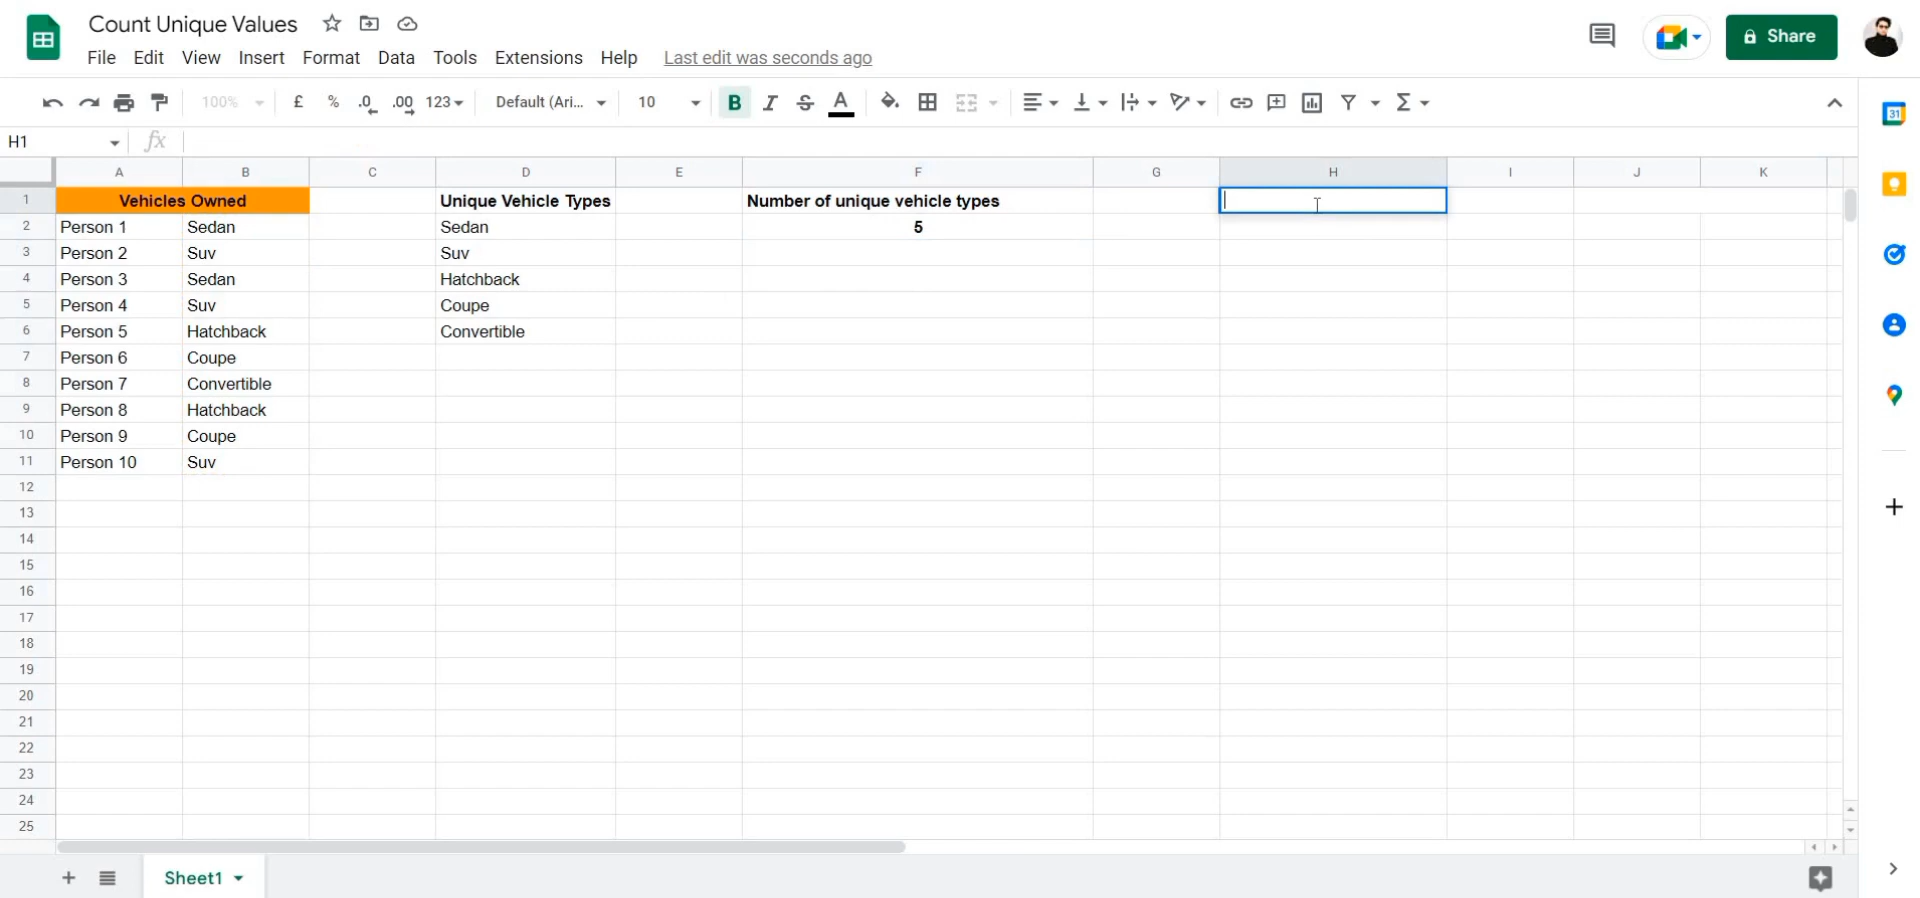 Count Unique Values
File Edit View Insert Format Data Tools Extensions Help Last edit was seconds ago
Share
100% £ % .0 .00 123 Default (Ari... 10 B I S A
31
H1 fx
A B C D E F G H I J K
1 Vehicles Owned Unique Vehicle Types Number of unique vehicle types
2 Person 1 Sedan Sedan 5
3 Person 2 Suv Suv
4 Person 3 Sedan Hatchback
5 Person 4 Suv Coupe
6 Person 5 Hatchback Convertible
7 Person 6 Coupe
8 Person 7 Convertible
9 Person 8 Hatchback
10 Person 9 Coupe
11 Person 10 Suv
12
13
14
15
16
17
18
19
20
21
22
23
24
25
Sheet1